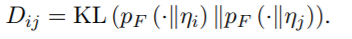 D_{ij} = KL (p_F (·∥η_i) ∥p_F (·∥η_j)).